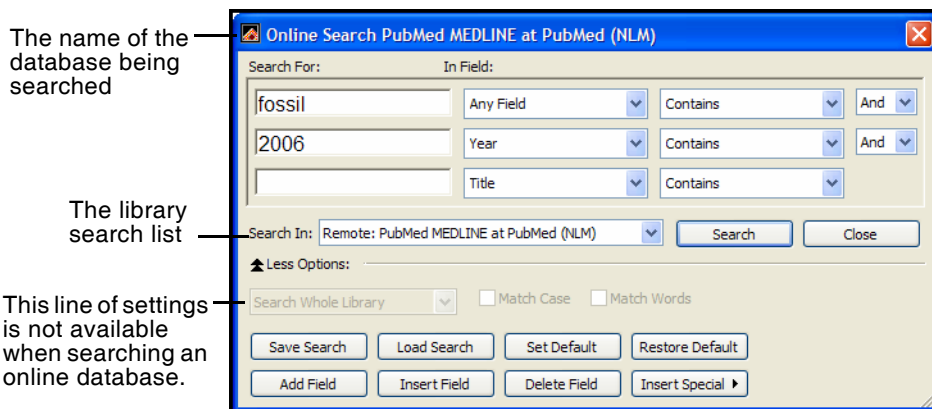 The name of the
database being
searched
Online Search PubMed MEDLINE at PubMed (NLM)
Search For: In Field:
fossil Any Field Contains And
2006 Year Contains And
Title Contains
The library
search list
Search In: Remote: PubMed MEDLINE at PubMed (NLM) Search Close
Less Options:
This line of settings
is not available
when searching an
online database.
Search Whole Library Match Case Match Words
Save Search Load Search Set Default Restore Default
Add Field Insert Field Delete Field Insert Special